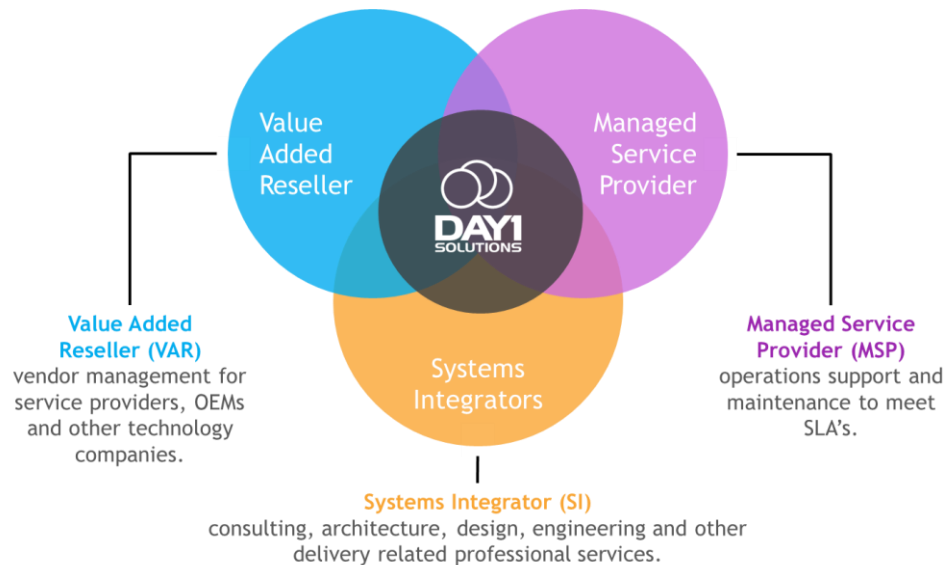 Value
Added
Reseller
Managed
Service
Provider
DAY1
SOLUTIONS
Systems
Integrators
Value Added
Reseller (VAR)
vendor management for
service providers, OEMs
and other technology
companies.
Managed Service
Provider (MSP)
operations support and
maintenance to meet
SLA's.
Systems Integrator (SI)
consulting, architecture, design, engineering and other
delivery related professional services.